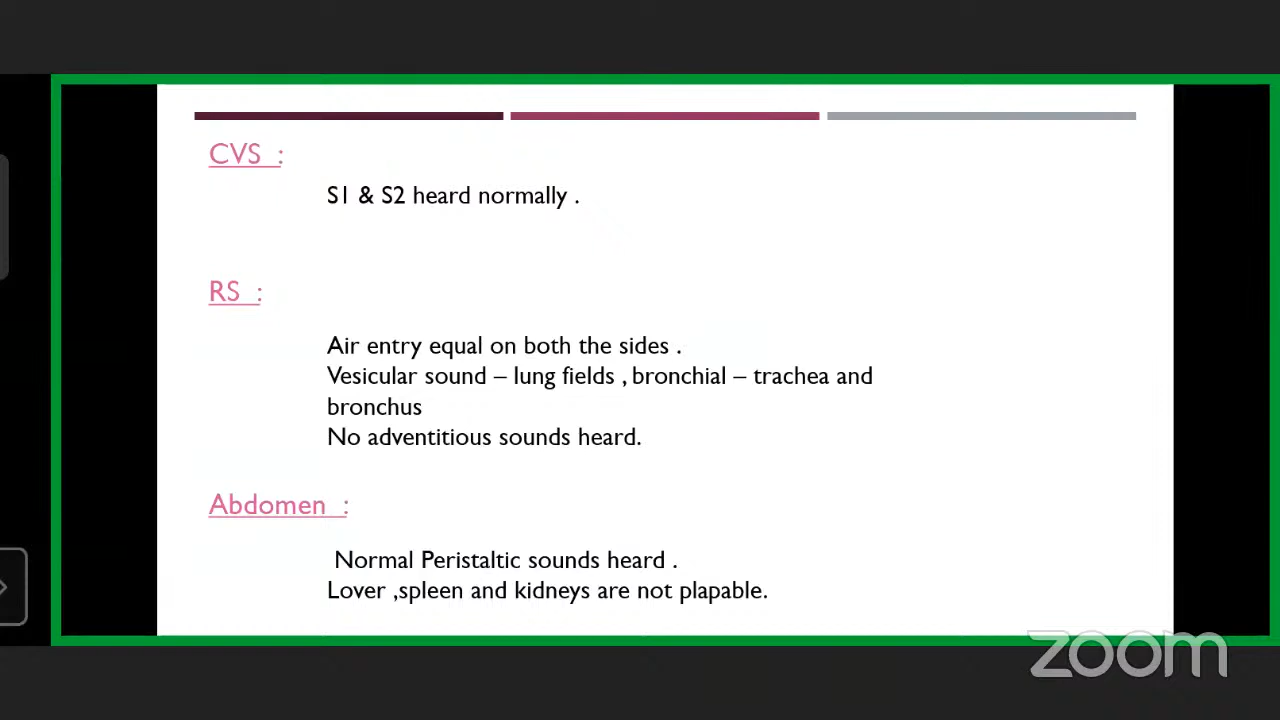 CVS :
S1 & S2 heard normally .
RS :
Air entry equal on both the sides .
Vesicular sound – lung fields , bronchial – trachea and
bronchus
No adventitious sounds heard.
Abdomen :
Normal Peristaltic sounds heard .
Lover ,spleen and kidneys are not plapable.
zoom